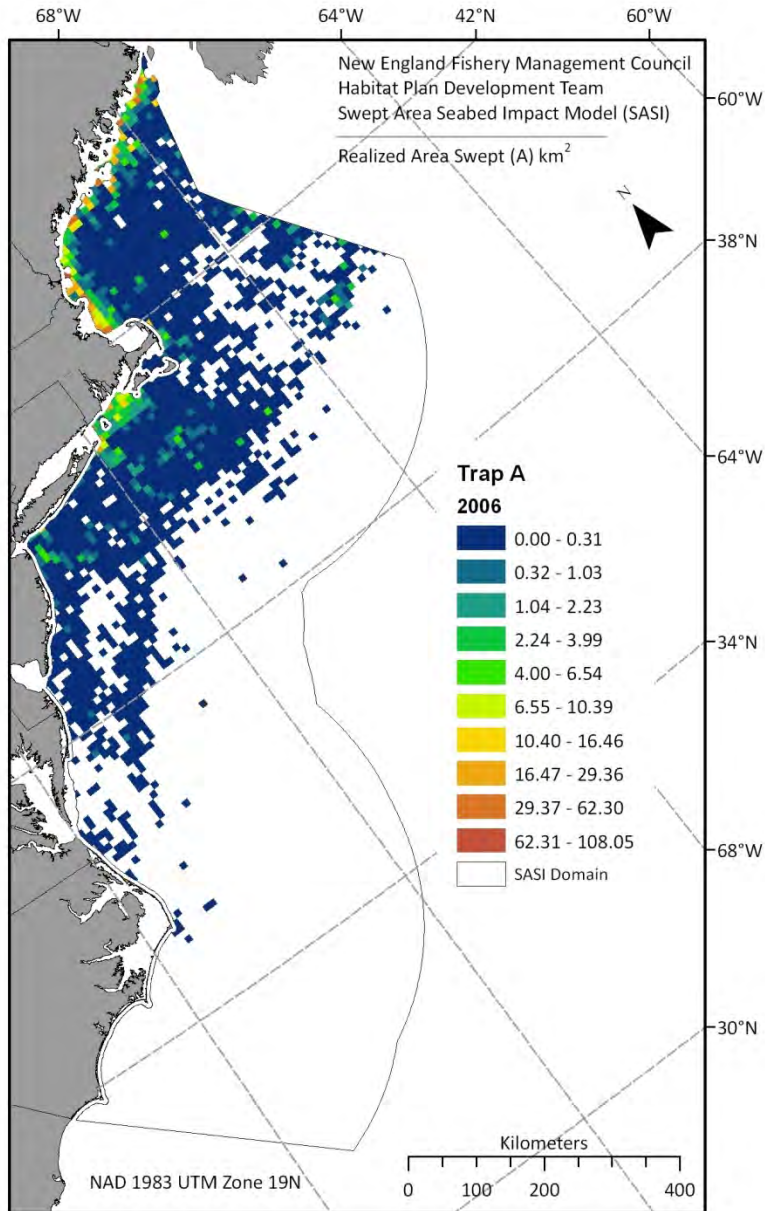 68°W 64°W 42°N 60°W
New England Fishery Management Council
Habitat Plan Development Team
Swept Area Seabed Impact Model (SASI)
Realized Area Swept (A) km²
60°W
N
38°N
64°W
Trap A
2006
0.00 - 0.31
0.32 - 1.03
1.04 - 2.23
2.24 - 3.99
4.00 - 6.54
6.55 - 10.39
10.40 - 16.46
16.47 - 29.36
29.37 - 62.30
62.31 - 108.05
SASI Domain
34°N
68°W
30°N
Kilometers
0 100 200 400
NAD 1983 UTM Zone 19N